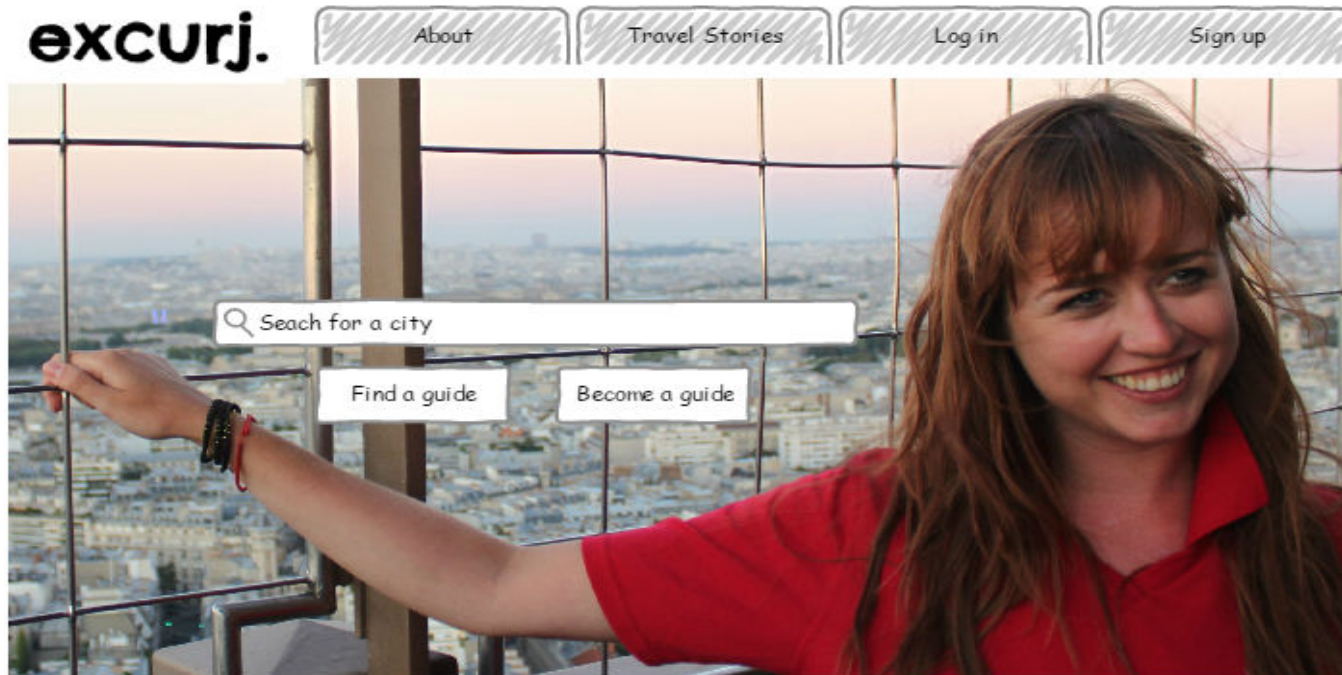 excurj.
About
Travel Stories
Log in
Sign up
Seach for a city
Find a guide
Become a guide